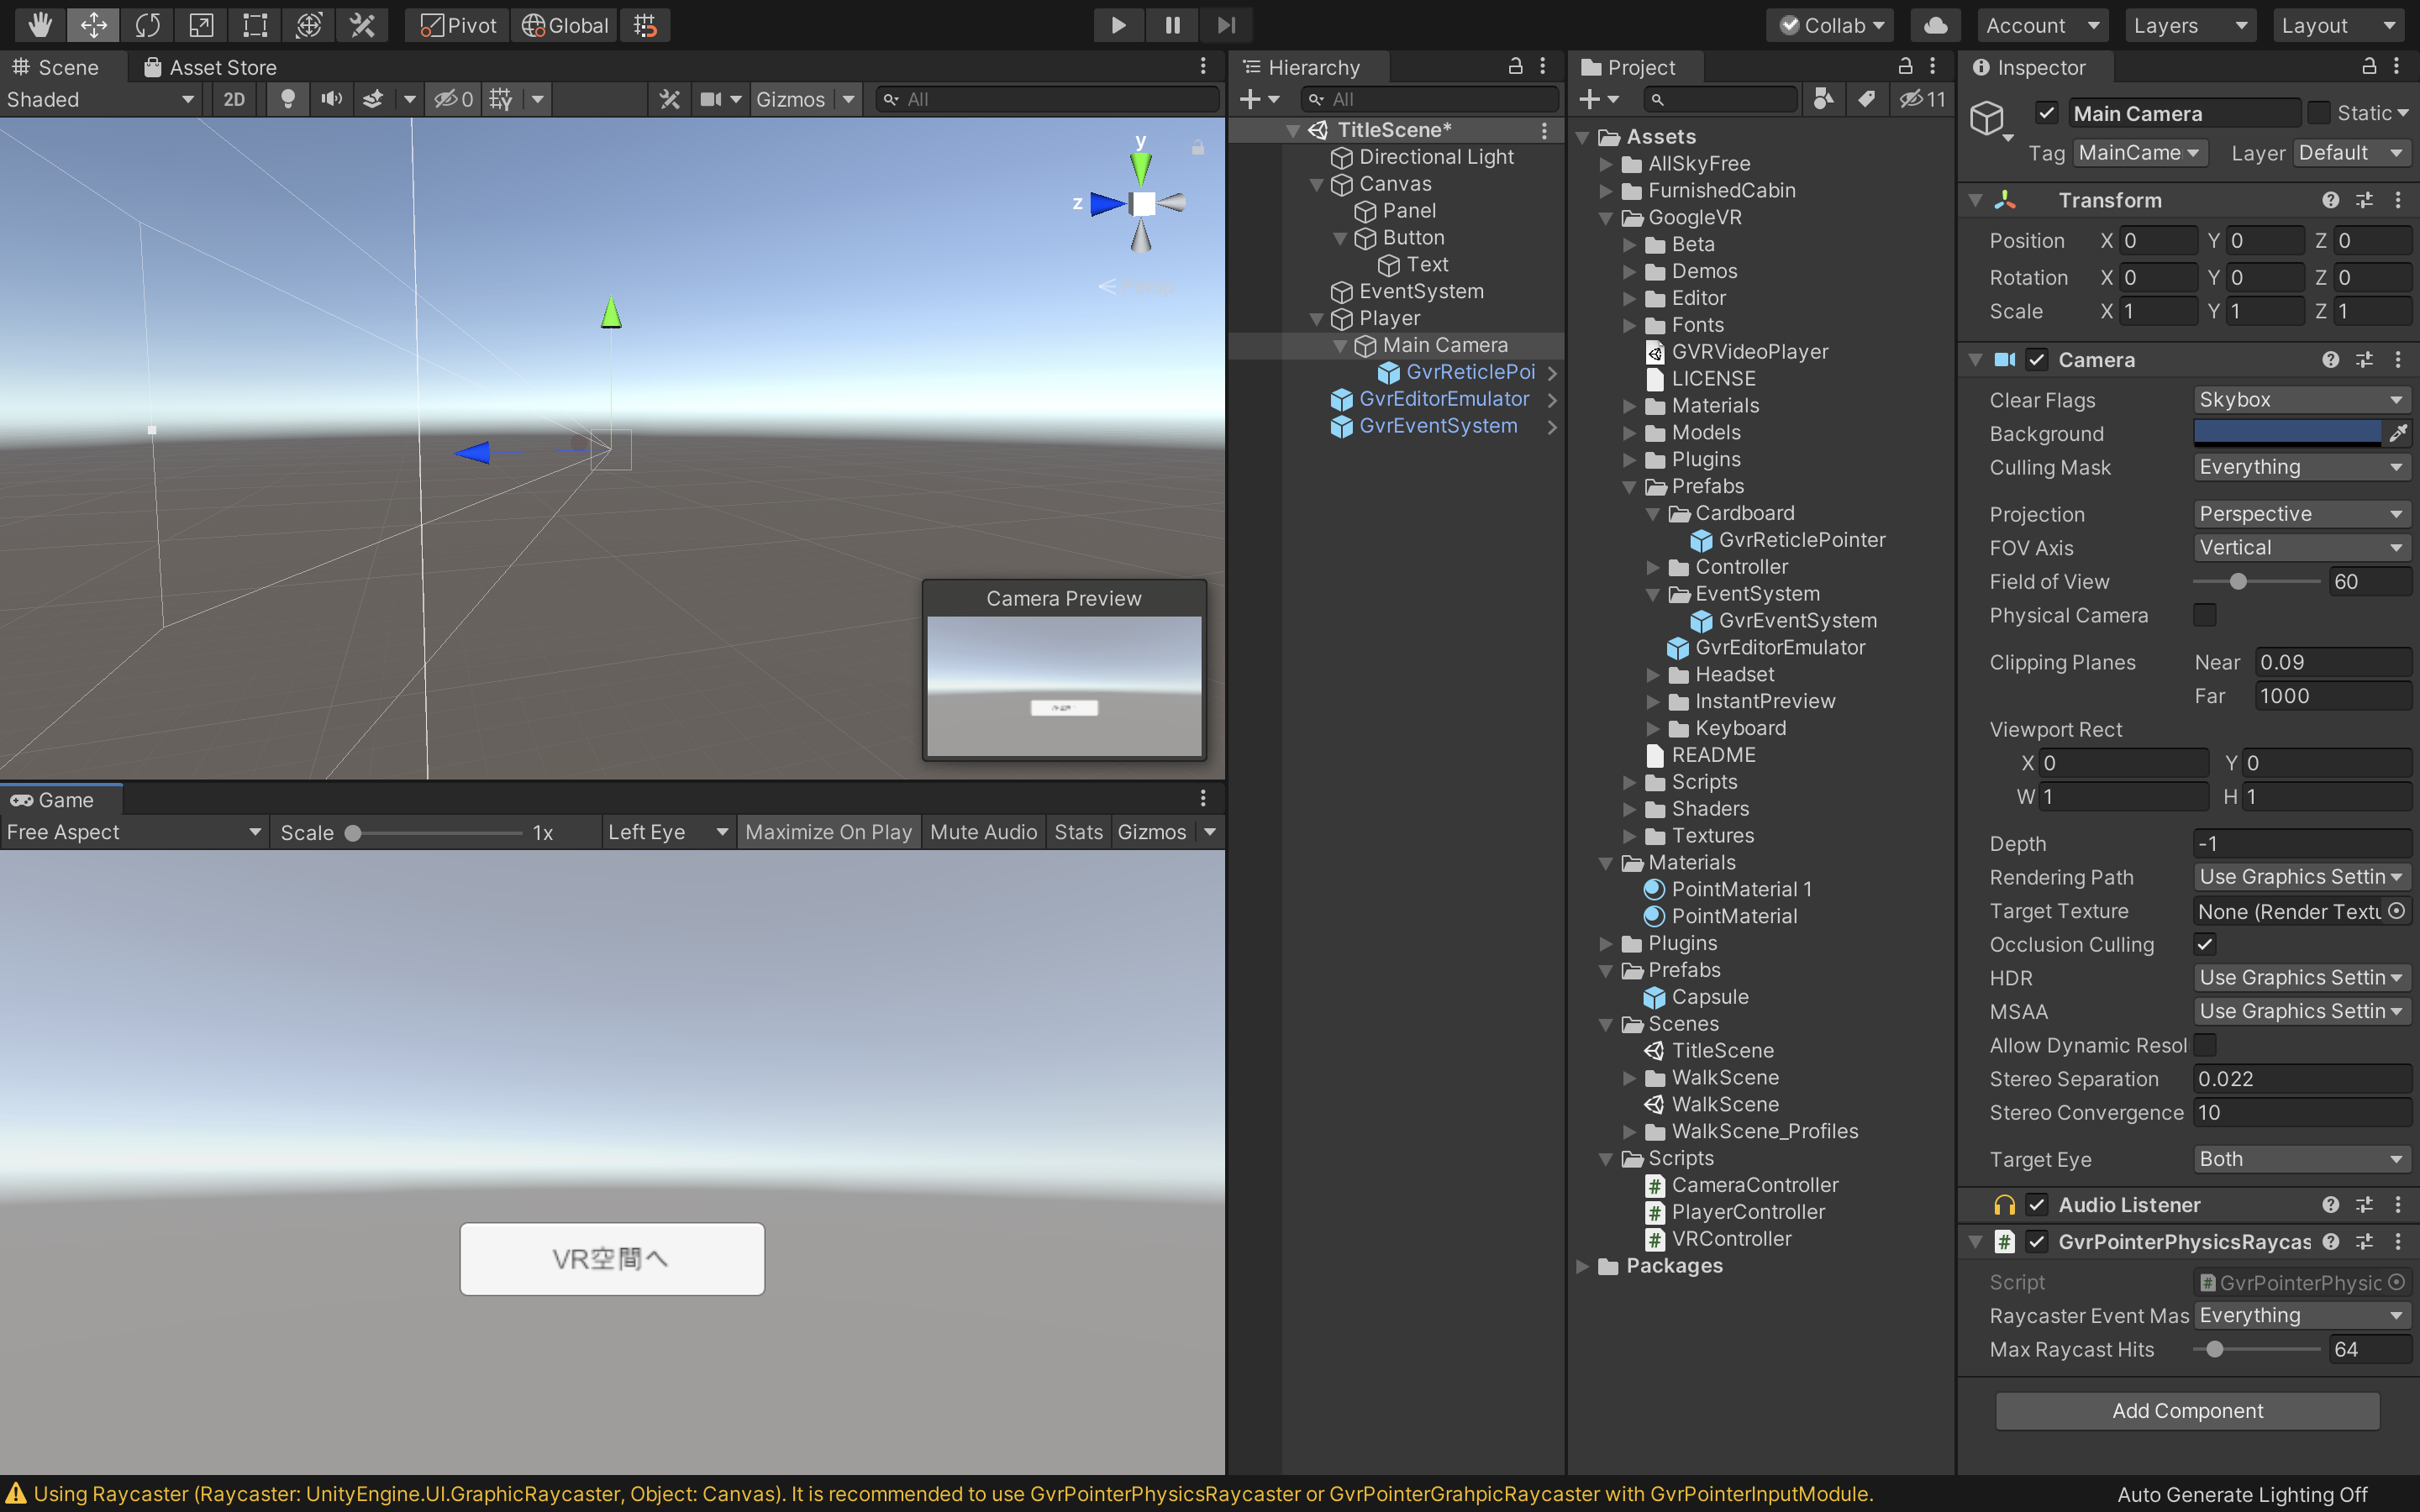 Pivot Global Collab Account Layers Layout
Scene Asset Store
Shaded 2D 0 Gizmos All
y
z
Persp
Camera Preview
Game
Free Aspect Scale 1x Left Eye Maximize On Play Mute Audio Stats Gizmos
VR空間へ
Hierarchy
All
TitleScene*
Directional Light
Canvas
Panel
Button
Text
EventSystem
Player
Main Camera
GvrReticlePoi
GvrEditorEmulator
GvrEventSystem
Project
11
Assets
AllSkyFree
FurnishedCabin
GoogleVR
Beta
Demos
Editor
Fonts
GVRVideoPlayer
LICENSE
Materials
Models
Plugins
Prefabs
Cardboard
GvrReticlePointer
Controller
EventSystem
GvrEventSystem
GvrEditorEmulator
Headset
InstantPreview
Keyboard
README
Scripts
Shaders
Textures
Materials
PointMaterial 1
PointMaterial
Plugins
Prefabs
Capsule
Scenes
TitleScene
WalkScene
WalkScene
WalkScene_Profiles
Scripts
CameraController
PlayerController
VRController
Packages
Inspector
Main Camera Static
Tag MainCame Layer Default
Transform
Position X 0 Y 0 Z 0
Rotation X 0 Y 0 Z 0
Scale X 1 Y 1 Z 1
Camera
Clear Flags Skybox
Background
Culling Mask Everything
Projection Perspective
FOV Axis Vertical
Field of View 60
Physical Camera
Clipping Planes Near 0.09
Far 1000
Viewport Rect
X 0 Y 0
W 1 H 1
Depth -1
Rendering Path Use Graphics Settin
Target Texture None (Render Textu
Occlusion Culling
HDR Use Graphics Settin
MSAA Use Graphics Settin
Allow Dynamic Resol
Stereo Separation 0.022
Stereo Convergence 10
Target Eye Both
Audio Listener
GvrPointerPhysicsRaycas
Script GvrPointerPhysic
Raycaster Event Mas Everything
Max Raycast Hits 64
Add Component
Using Raycaster (Raycaster: UnityEngine.UI.GraphicRaycaster, Object: Canvas). It is recommended to use GvrPointerPhysicsRaycaster or GvrPointerGrahpicRaycaster with GvrPointerInputModule.
Auto Generate Lighting Off